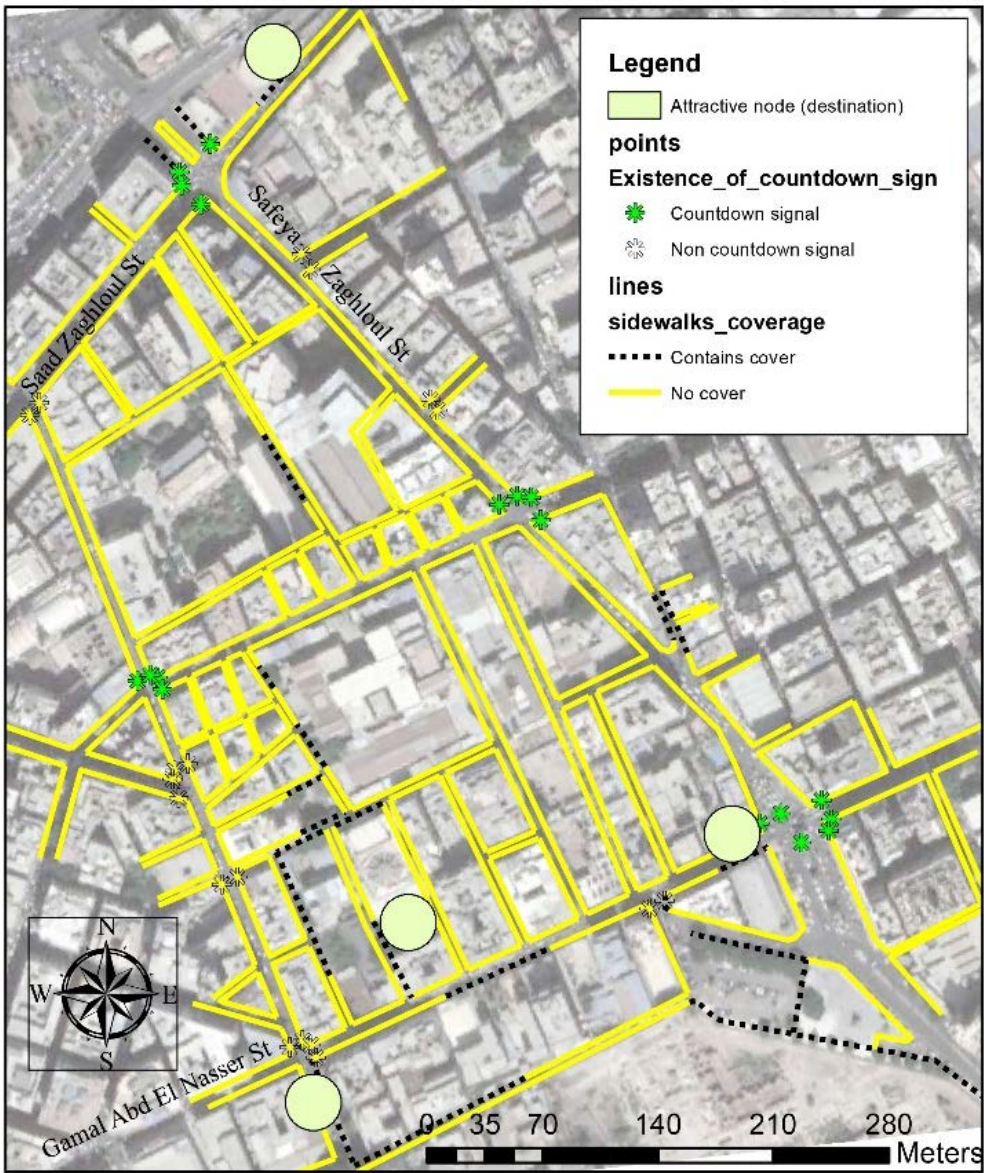 Legend
Attractive node (destination)
points
Existence_of_countdown_sign
Countdown signal
Non countdown signal
lines
sidewalks_coverage
Contains cover
No cover
Safeya Zaghloul St
Saad Zaghloul St
N
W E
S
Gamal Abd El Nasser St
0 35 70 140 210 280
Meters